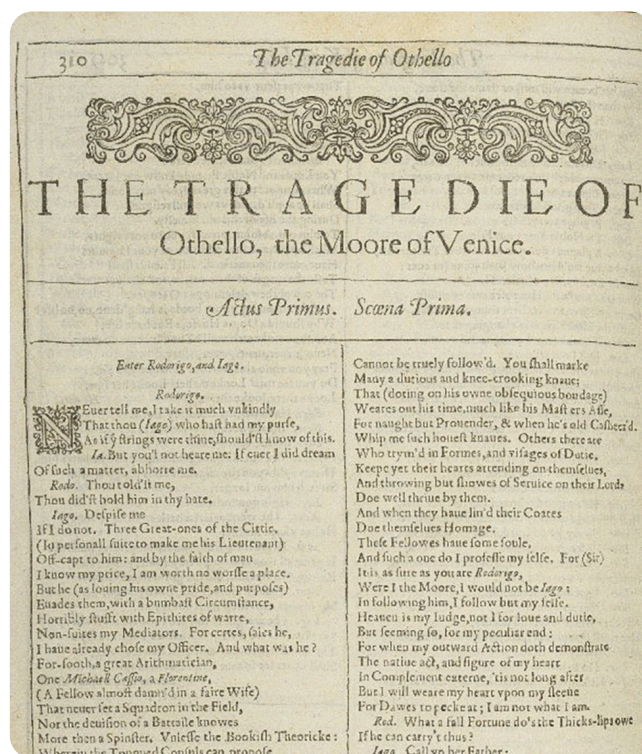 310
The Tragedie of Othello
THE TRAGEDIE OF
Othello, the Moore of Venice.
Actus Primus. Scœna Prima.
Enter Rodorigo, and Iago.
Rodorigo.
NEuer tell me, I take it much vnkindly
That thou (Iago) who hast had my purse,
As if ỹ strings were thine, should'st know of this.
Ia. But you'l not heare me. If euer I did dream
Of such a matter, abhorre me.
Rodo. Thou told'st me,
Thou did'st hold him in thy hate.
Iago. Despise me
If I do not. Three Great-ones of the Cittie,
(In personall suite to make me his Lieutenant)
Off-capt to him: and by the faith of man
I know my price, I am worth no worsse a place.
But he (as louing his owne pride, and purposes)
Euades them, with a bumbast Circumstance,
Horribly stufft with Epithites of warre,
Non-suites my Mediators. For certes, saies he,
I haue already chose my Officer. And what was he?
For-sooth, a great Arithmatician,
One Michaell Cassio, a Florentine,
(A Fellow almost damn'd in a faire Wife)
That neuer set a Squadron in the Field,
Nor the deuision of a Battaile knowes
More then a Spinster. Vnlesse the Bookish Theoricke:
Wherein the Tongued Consuls can propose
Cannot be truely follow'd. You shall marke
Many a dutious and knee-crooking knaue;
That (doting on his owne obsequious bondage)
Weares out his time, much like his Masters Asse,
For naught but Prouender, & when he's old Casheer'd.
Whip me such honest knaues. Others there are
Who trym'd in Formes, and visages of Dutie,
Keepe yet their hearts attending on themselues,
And throwing but showes of Seruice on their Lords
Doe well thriue by them.
And when they haue lin'd their Coates
Doe themselues Homage.
These Fellowes haue some soule,
And such a one do I professe my selfe. For (Sir)
It is as sure as you are Rodorigo,
Were I the Moore, I would not be Iago:
In following him, I follow but my selfe.
Heauen is my Iudge, not I for loue and dutie,
But seeming so, for my peculiar end:
For when my outward Action doth demonstrate
The natiue act, and figure of my heart
In Complement externe, 'tis not long after
But I will weare my heart vpon my sleeue
For Dawes to pecke at; I am not what I am.
Rod. What a fall Fortune do's the Thicks-lips owe
If he can carry't thus?
Iago. Call vp her Father: